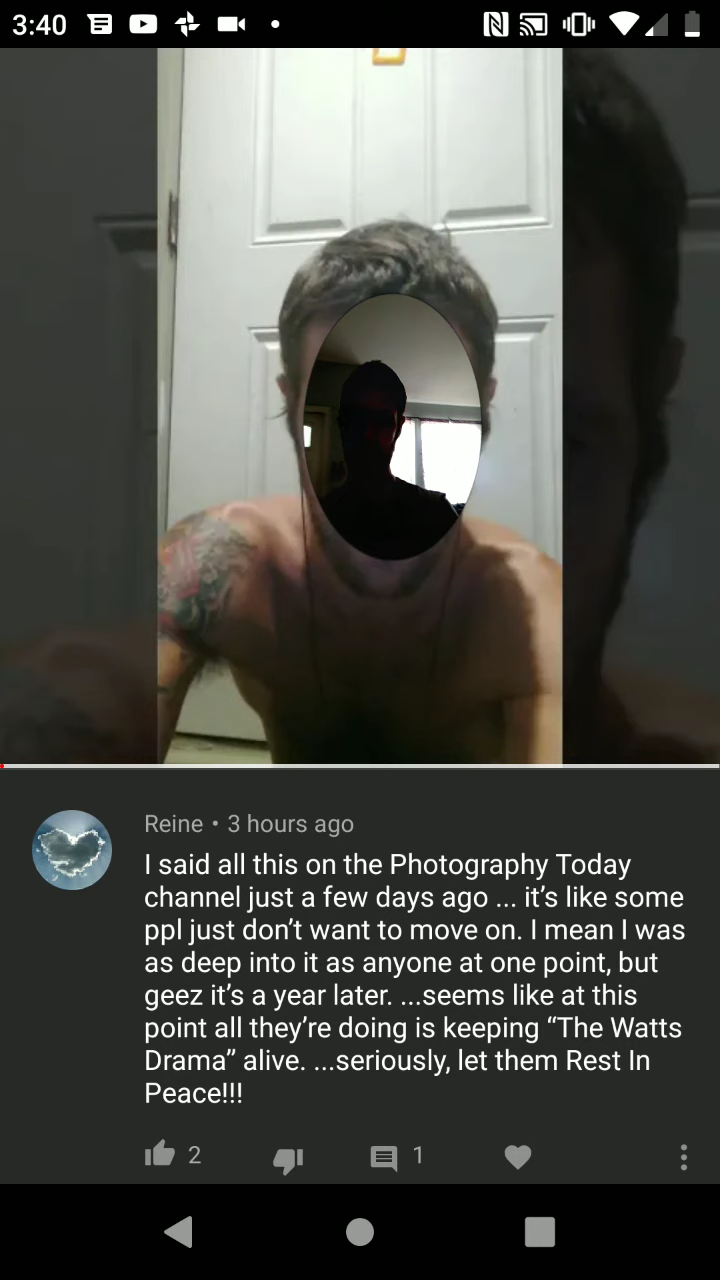 3:40
Reine • 3 hours ago
I said all this on the Photography Today
channel just a few days ago ... it’s like some
ppl just don’t want to move on. I mean I was
as deep into it as anyone at one point, but
geez it’s a year later. ...seems like at this
point all they’re doing is keeping “The Watts
Drama” alive. ...seriously, let them Rest In
Peace!!!
2 1